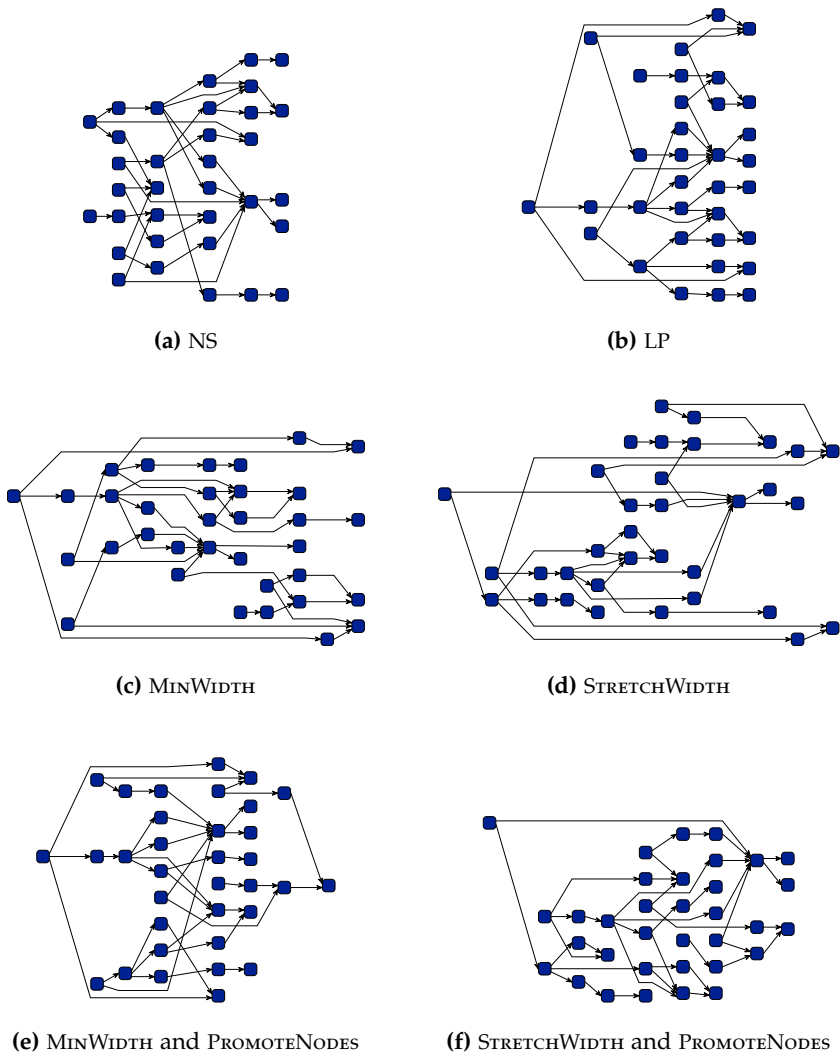 (a) NS
(b) LP
(c) MINWIDTH
(d) STRETCHWIDTH
(e) MINWIDTH and PROMOTENODES
(f) STRETCHWIDTH and PROMOTENODES